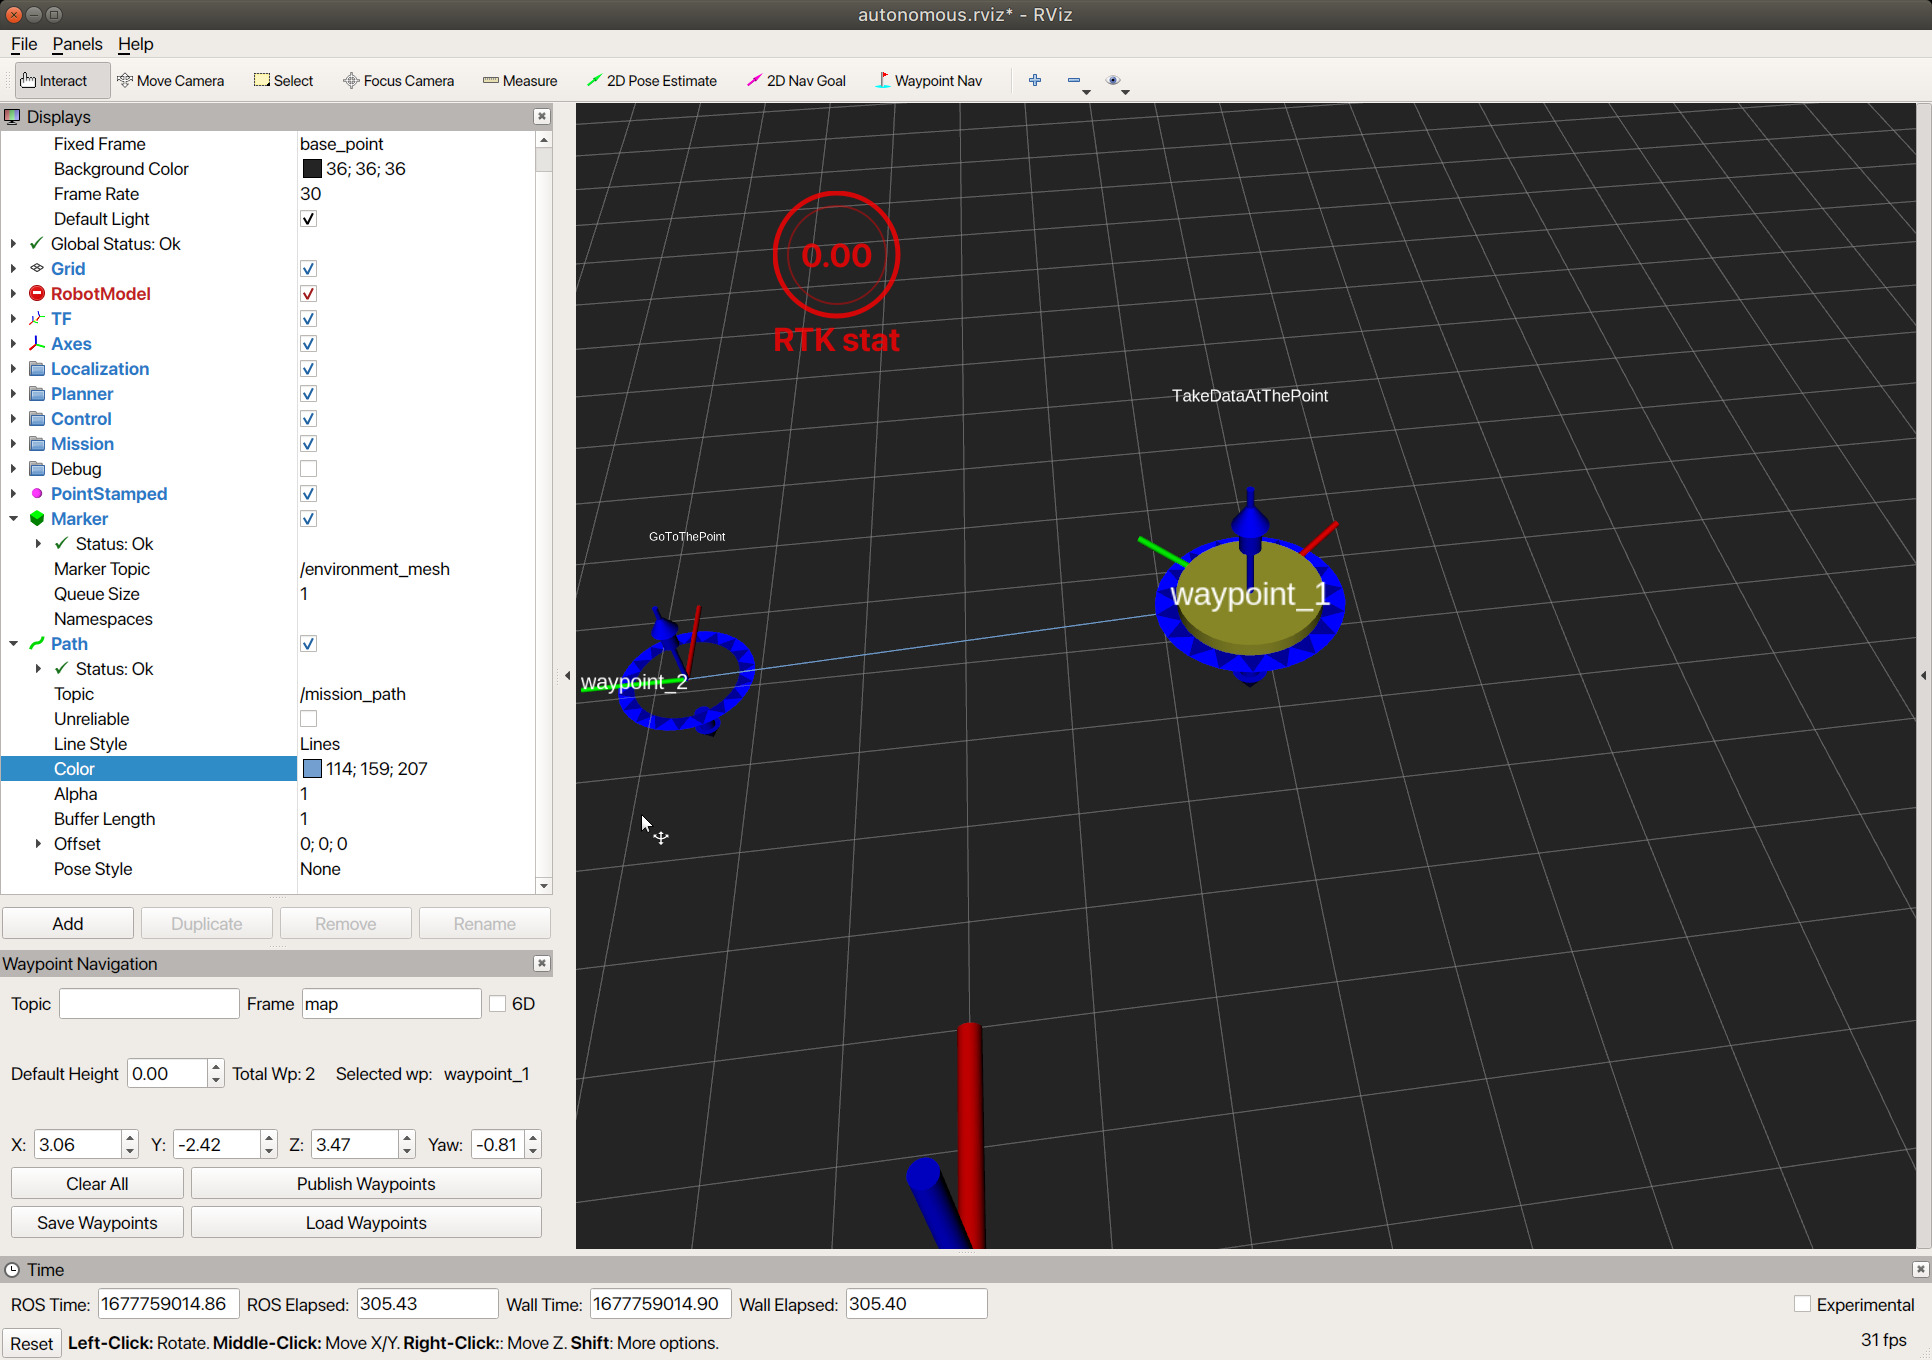 autonomous.rviz* - RViz
File Panels Help
Interact Move Camera Select Focus Camera Measure 2D Pose Estimate 2D Nav Goal Waypoint Nav
Displays
Fixed Frame base_point
Background Color 36; 36; 36
Frame Rate 30
Default Light
Global Status: Ok
Grid
RobotModel
TF
Axes
Localization
Planner
Control
Mission
Debug
PointStamped
Marker
Status: Ok
Marker Topic /environment_mesh
Queue Size 1
Namespaces
Path
Status: Ok
Topic /mission_path
Unreliable
Line Style Lines
Color 114; 159; 207
Alpha 1
Buffer Length 1
Offset 0; 0; 0
Pose Style None
Add Duplicate Remove Rename
Waypoint Navigation
Topic Frame map 6D
Default Height 0.00 Total Wp: 2 Selected wp: waypoint_1
X: 3.06 Y: -2.42 Z: 3.47 Yaw: -0.81
Clear All Publish Waypoints
Save Waypoints Load Waypoints
0.00
RTK stat
TakeDataAtThePoint
waypoint_1
GoToThePoint
waypoint_2
Time
ROS Time: 1677759014.86 ROS Elapsed: 305.43 Wall Time: 1677759014.90 Wall Elapsed: 305.40 Experimental
Reset Left-Click: Rotate. Middle-Click: Move X/Y. Right-Click:: Move Z. Shift: More options. 31 fps